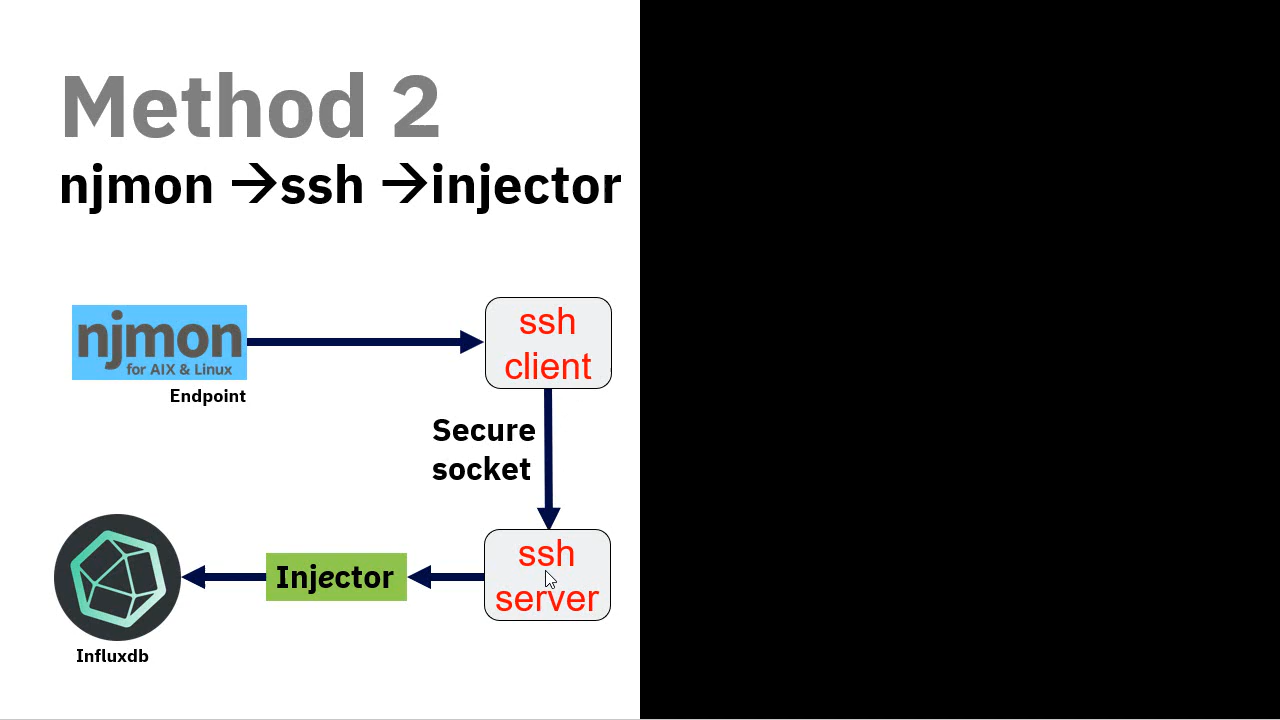 Method 2
njmon →ssh →injector
njmon
for AIX & Linux
Endpoint
ssh
client
Secure
socket
ssh
server
Injector
Influxdb